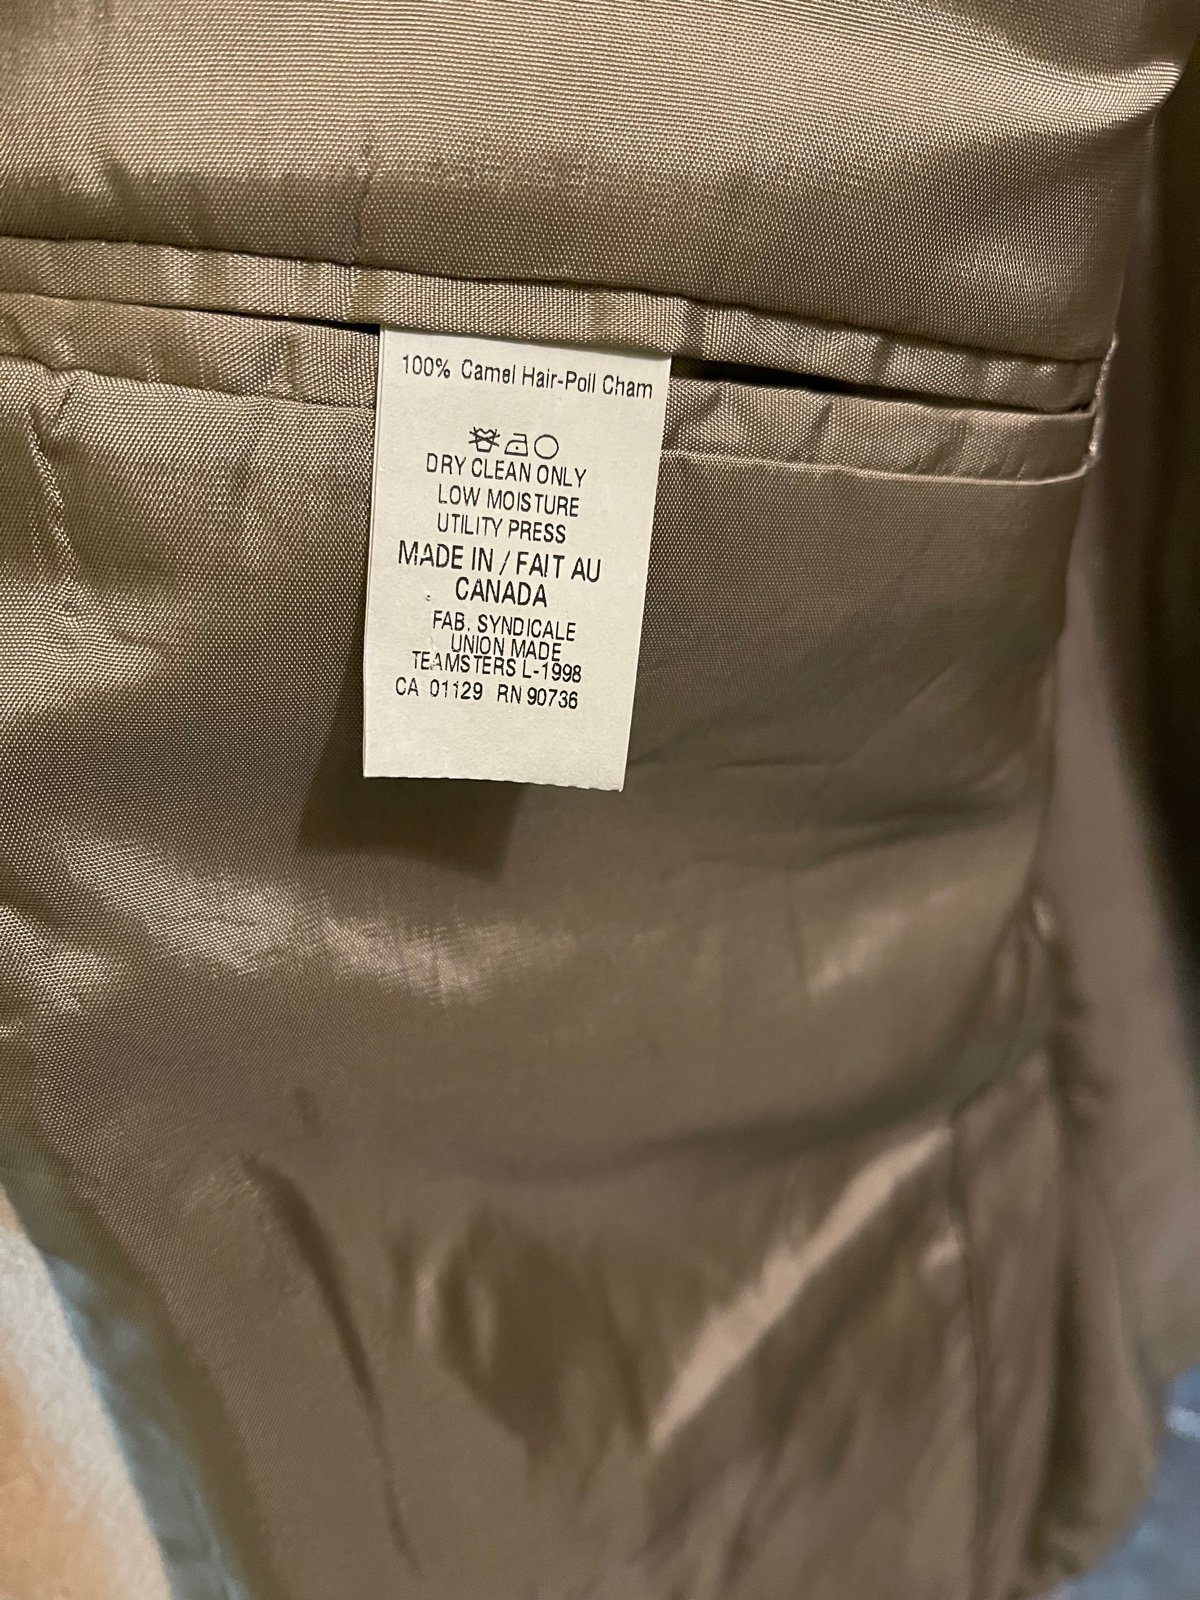 100% Camel Hair-Poil Cham
DRY CLEAN ONLY
LOW MOISTURE
UTILITY PRESS
MADE IN / FAIT AU
CANADA
FAB. SYNDICALE
UNION MADE
TEAMSTERS L-1998
CA 01129 RN 90736